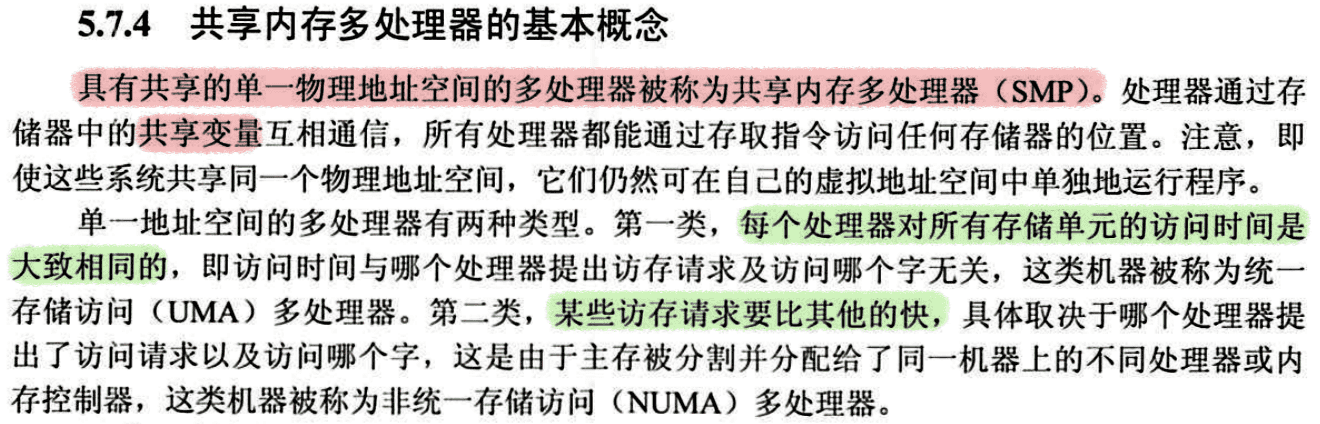 5.7.4 共享内存多处理器的基本概念
具有共享的单一物理地址空间的多处理器被称为共享内存多处理器（SMP）。处理器通过存
储器中的共享变量互相通信，所有处理器都能通过存取指令访问任何存储器的位置。注意，即
使这些系统共享同一个物理地址空间，它们仍然可在自己的虚拟地址空间中单独地运行程序。
单一地址空间的多处理器有两种类型。第一类，每个处理器对所有存储单元的访问时间是
大致相同的，即访问时间与哪个处理器提出访存请求及访问哪个字无关，这类机器被称为统一
存储访问（UMA）多处理器。第二类，某些访存请求要比其他的快，具体取决于哪个处理器提
出了访问请求以及访问哪个字，这是由于主存被分割并分配给了同一机器上的不同处理器或内
存控制器，这类机器被称为非统一存储访问（NUMA）多处理器。